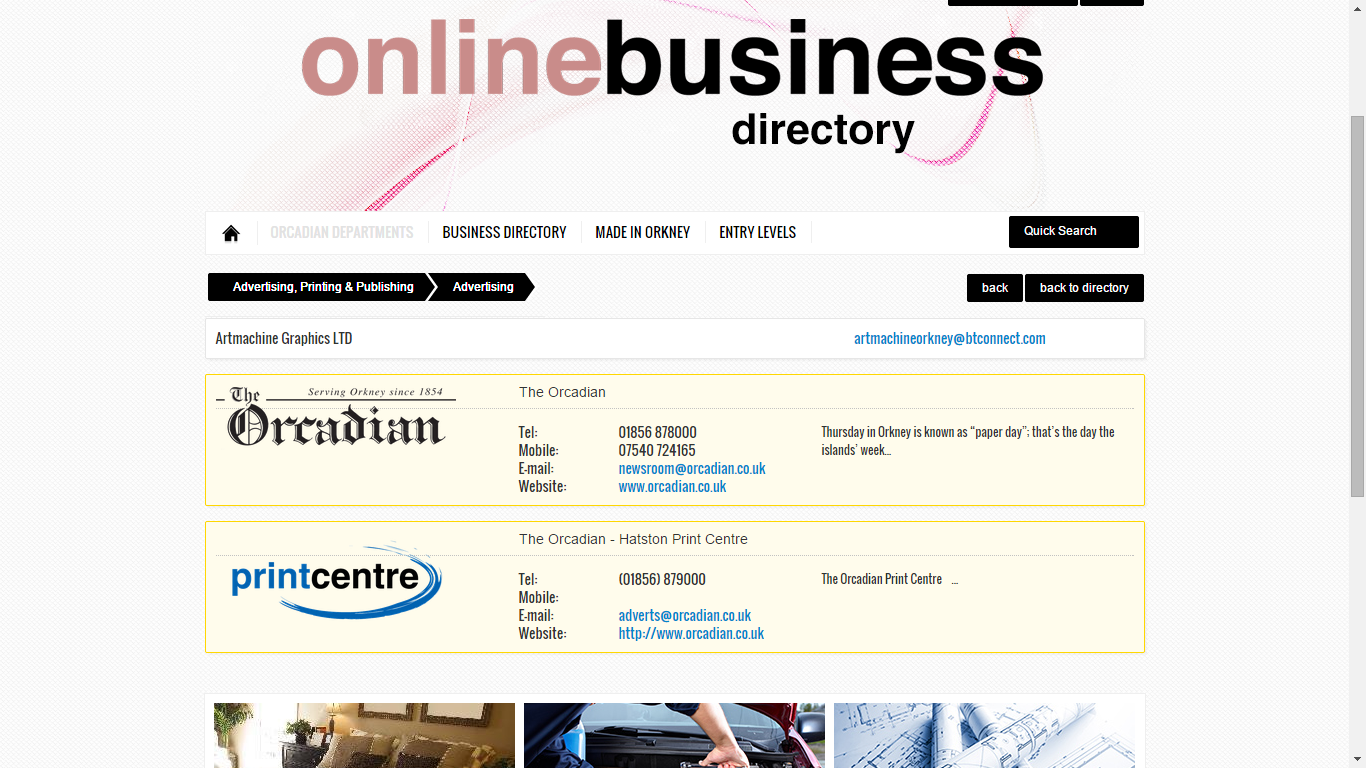 onlinebusiness
directory
ORCADIAN DEPARTMENTS BUSINESS DIRECTORY MADE IN ORKNEY ENTRY LEVELS Quick Search
Advertising, Printing & Publishing Advertising back back to directory
Artmachine Graphics LTD artmachineorkney@btconnect.com
The Serving Orkney since 1854
Orcadian
The Orcadian
Tel: 01856 878000
Mobile: 07540 724165
E-mail: newsroom@orcadian.co.uk
Website: www.orcadian.co.uk
Thursday in Orkney is known as “paper day”; that’s the day the
islands’ week...
printcentre
The Orcadian - Hatston Print Centre
Tel: (01856) 879000
Mobile:
E-mail: adverts@orcadian.co.uk
Website: http://www.orcadian.co.uk
The Orcadian Print Centre ...